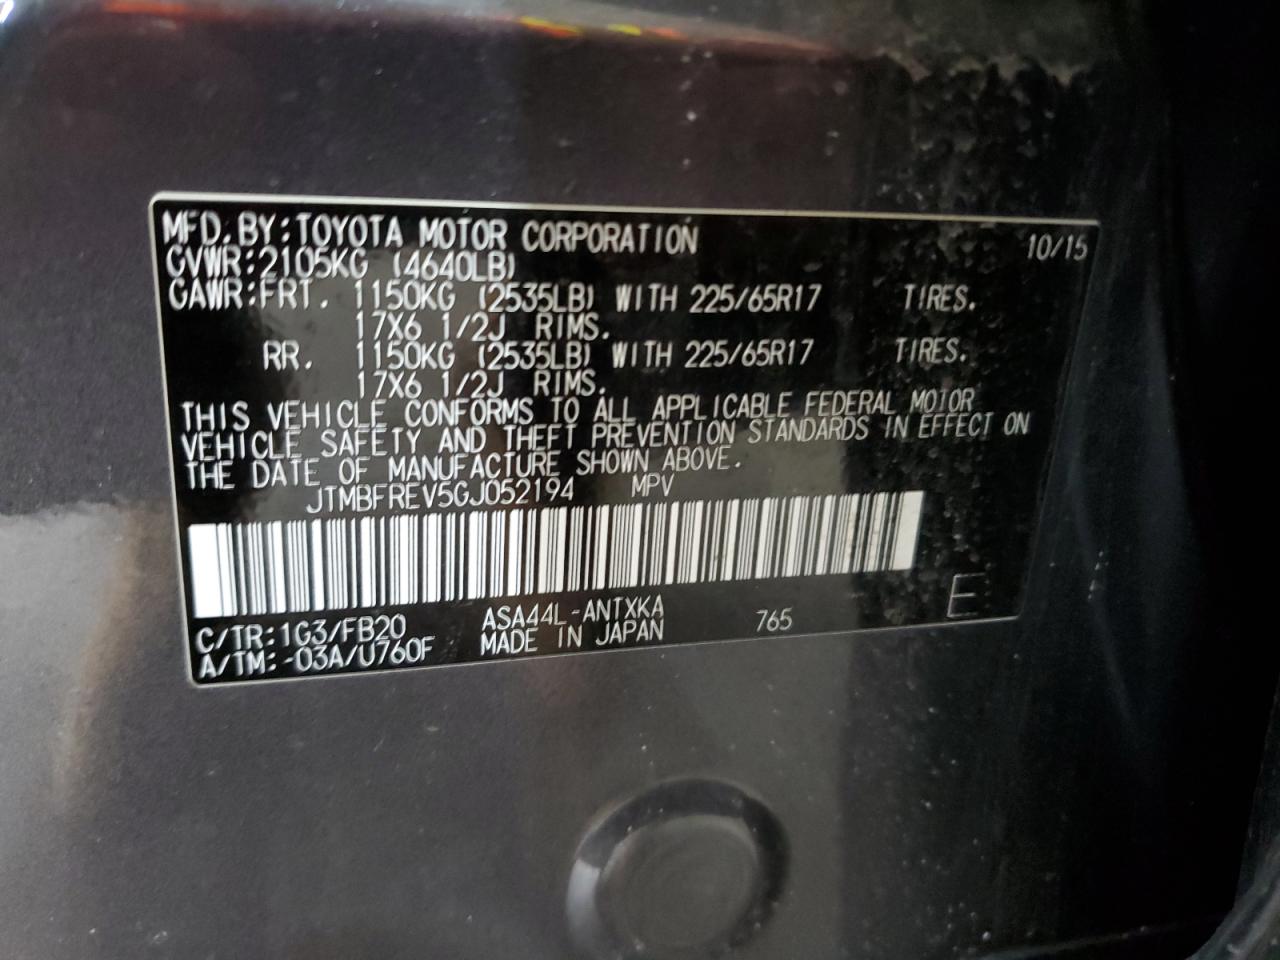 MFD. BY: TOYOTA MOTOR CORPORATION 10/15
GVWR: 2105KG (4640LB)
GAWR: FRT. 1150KG (2535LB) WITH 225/65R17 TIRES.
17X6 1/2J RIMS.
RR. 1150KG (2535LB) WITH 225/65R17 TIRES.
17X6 1/2J RIMS.
THIS VEHICLE CONFORMS TO ALL APPLICABLE FEDERAL MOTOR
VEHICLE SAFETY AND THEFT PREVENTION STANDARDS IN EFFECT ON
THE DATE OF MANUFACTURE SHOWN ABOVE.
JTMBFREV5GJ052194 MPV
C/TR: 1G3/FB20 ASA44L-ANTXKA 765 E
A/TM: -03A/U760F MADE IN JAPAN